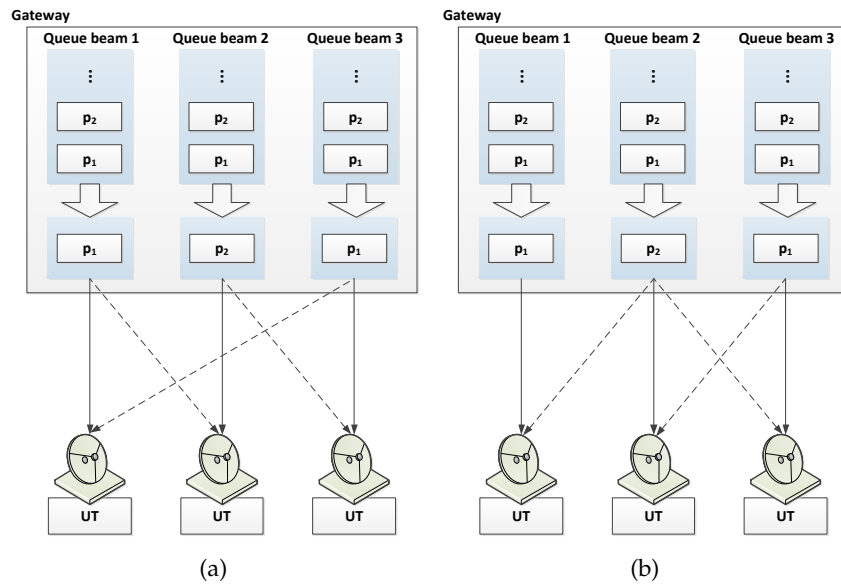 Gateway
Queue beam 1 Queue beam 2 Queue beam 3
⋮ ⋮ ⋮
p₂ p₂ p₂
p₁ p₁ p₁
p₁ p₂ p₁
UT UT UT
(a)
Gateway
Queue beam 1 Queue beam 2 Queue beam 3
⋮ ⋮ ⋮
p₂ p₂ p₂
p₁ p₁ p₁
p₁ p₂ p₁
UT UT UT
(b)